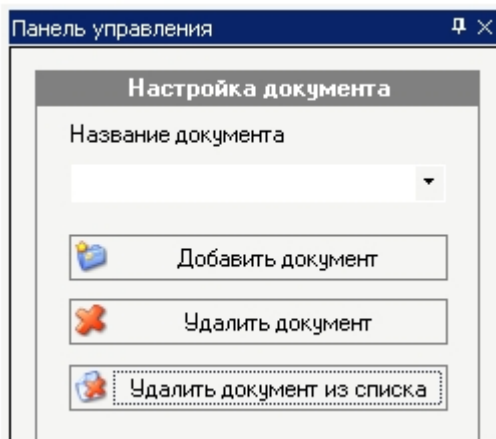 Панель управления
Настройка документа
Название документа
Добавить документ
Удалить документ
Удалить документ из списка